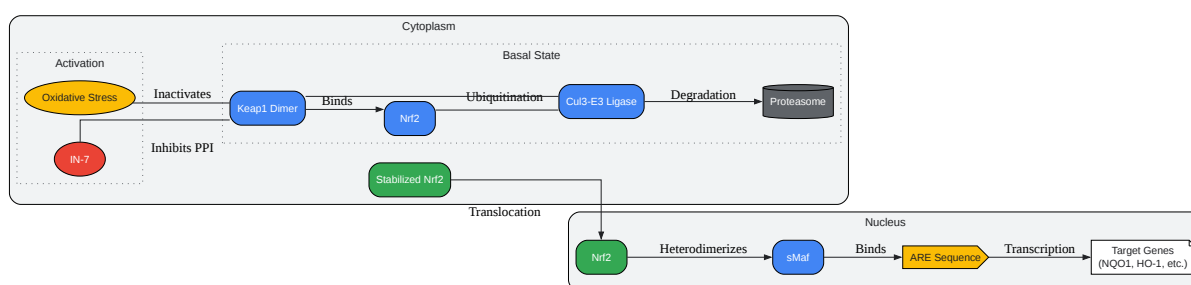 Cytoplasm
Basal State
Activation
Oxidative Stress
Inactivates
Keap1 Dimer
Binds
Nrf2
Ubiquitination
Cul3-E3 Ligase
Degradation
Proteasome
IN-7
Inhibits PPI
Stabilized Nrf2
Translocation
Nucleus
Nrf2
Heterodimerizes
sMaf
Binds
ARE Sequence
Transcription
Target Genes
(NQO1, HO-1, etc.)